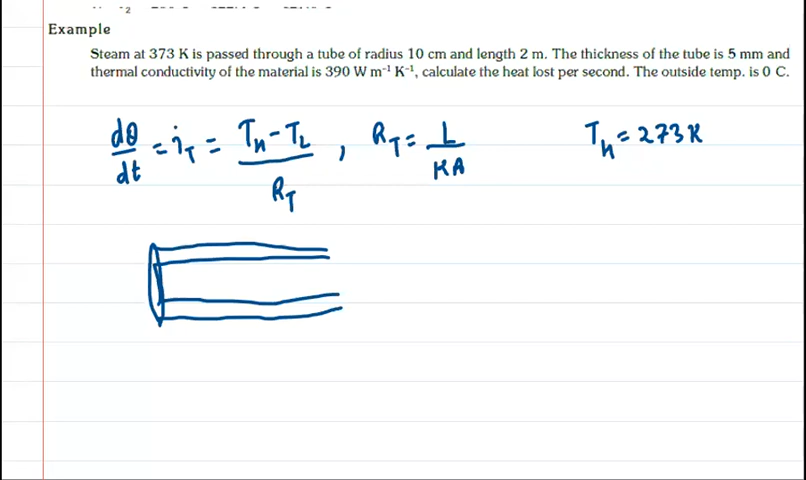 Example
Steam at 373 K is passed through a tube of radius 10 cm and length 2 m. The thickness of the tube is 5 mm and
thermal conductivity of the material is 390 W m⁻¹ K⁻¹, calculate the heat lost per second. The outside temp. is 0 C.
dθ/dt = i_T = (T_H - T_L)/R_T , R_T = L/KA T_h = 273 K